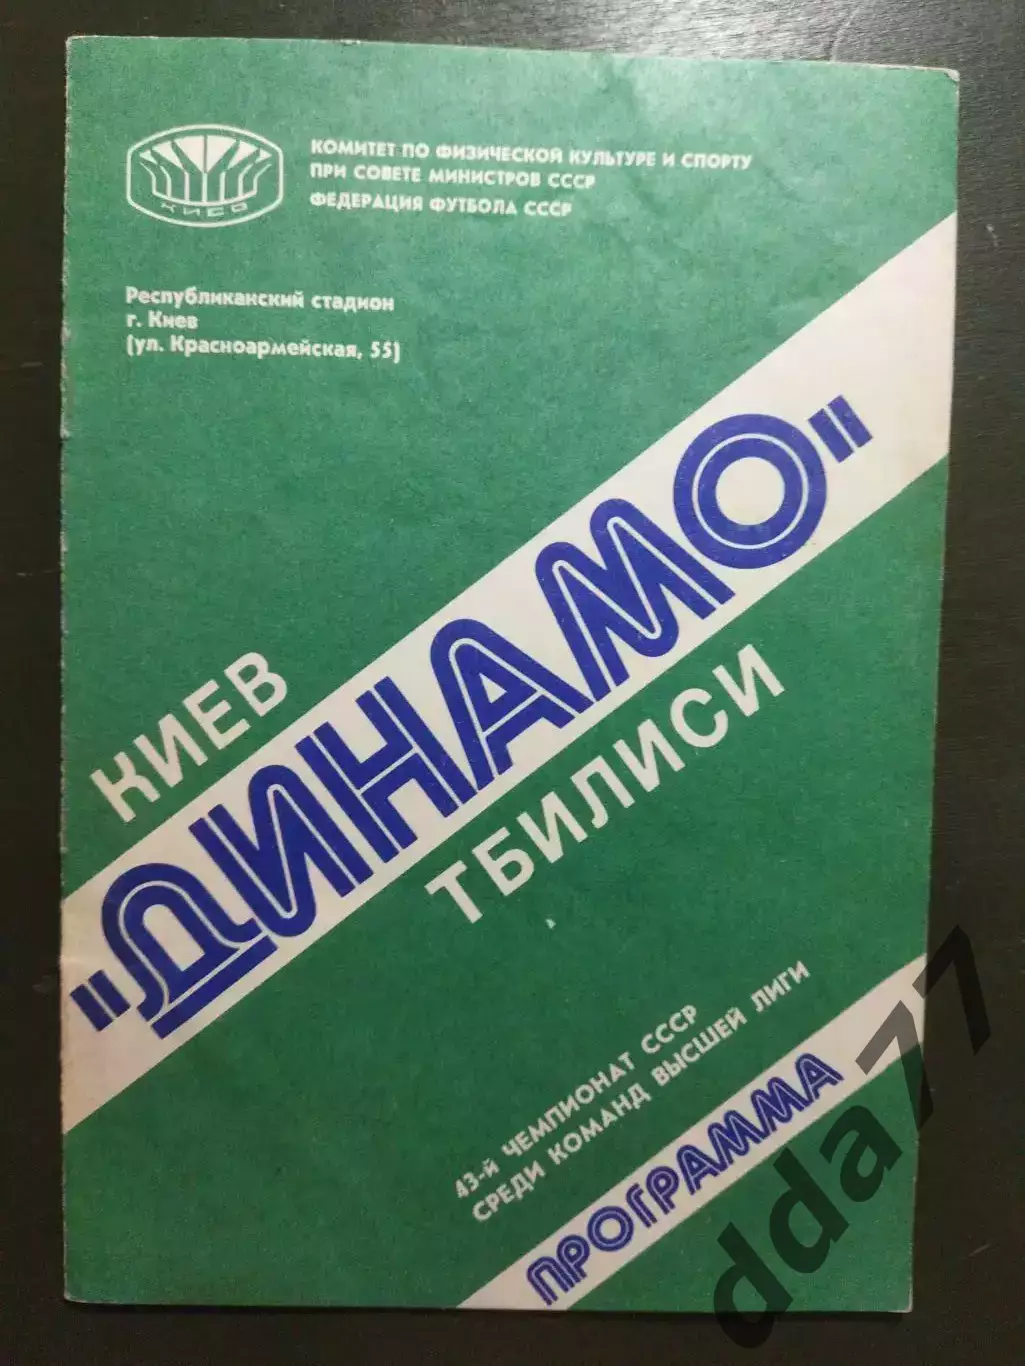 КИЕВ
КОМИТЕТ ПО ФИЗИЧЕСКОЙ КУЛЬТУРЕ И СПОРТУ
ПРИ СОВЕТЕ МИНИСТРОВ СССР
ФЕДЕРАЦИЯ ФУТБОЛА СССР
Республиканский стадион
г. Киев
(ул. Красноармейская, 55)
КИЕВ
"ДИНАМО"
ТБИЛИСИ
43-й ЧЕМПИОНАТ СССР
СРЕДИ КОМАНД ВЫСШЕЙ ЛИГИ
ПРОГРАММА
dda77